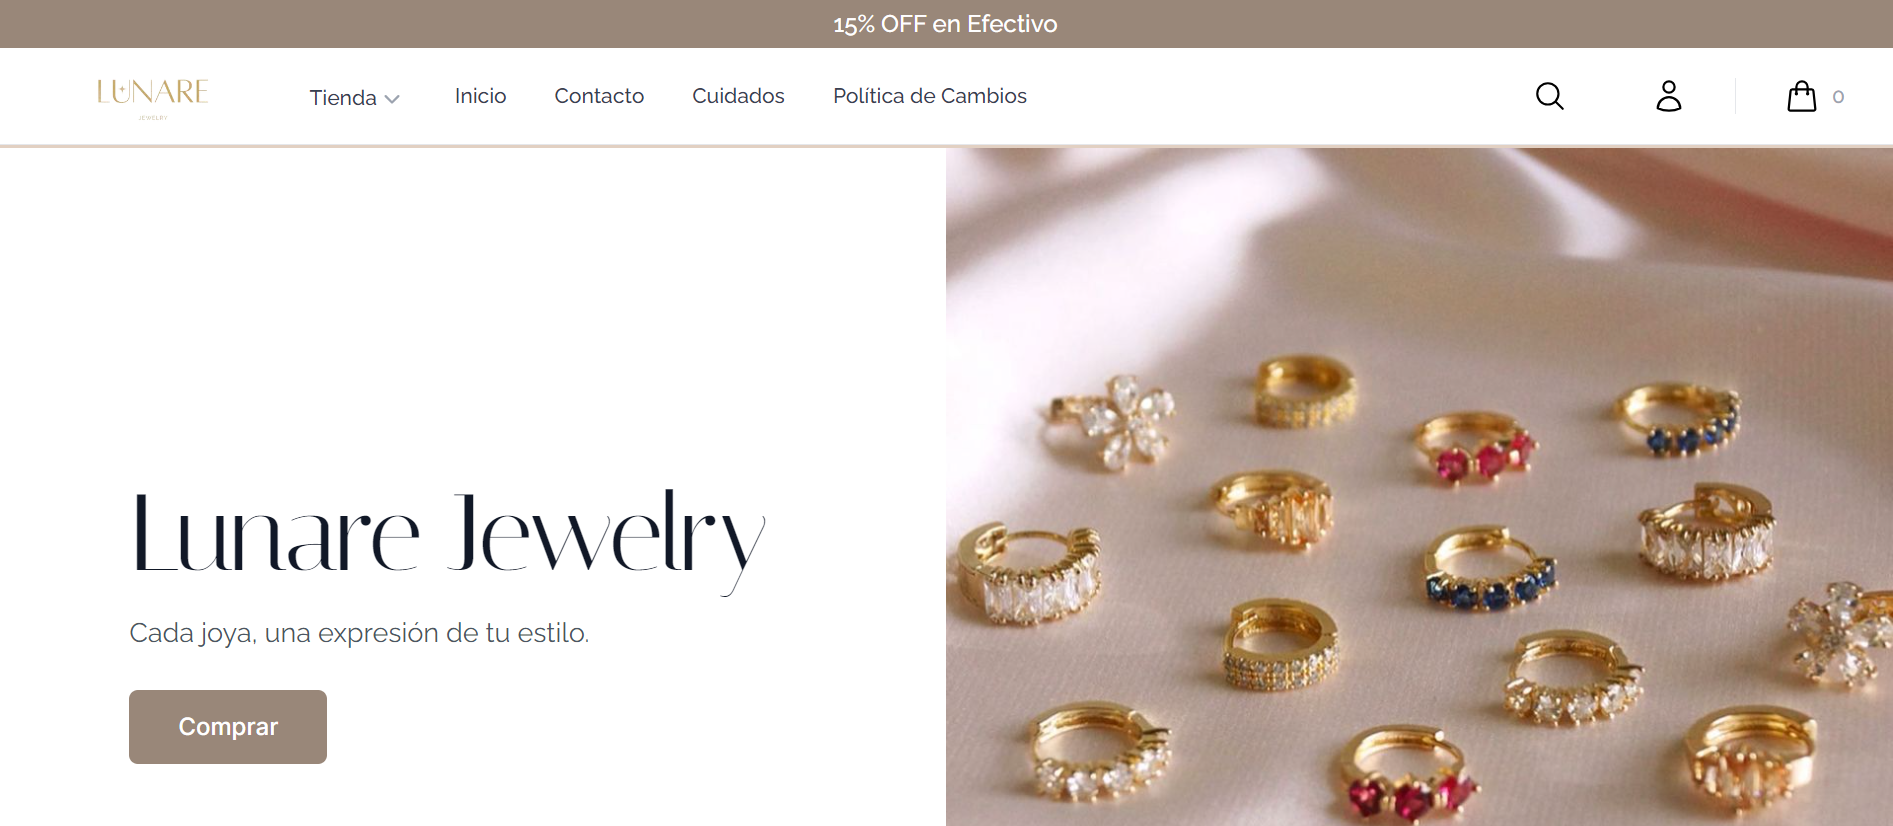 15% OFF en Efectivo
LUNARE
JEWELRY
Tienda
Inicio
Contacto
Cuidados
Política de Cambios
0
Lunare Jewelry
Cada joya, una expresión de tu estilo.
Comprar